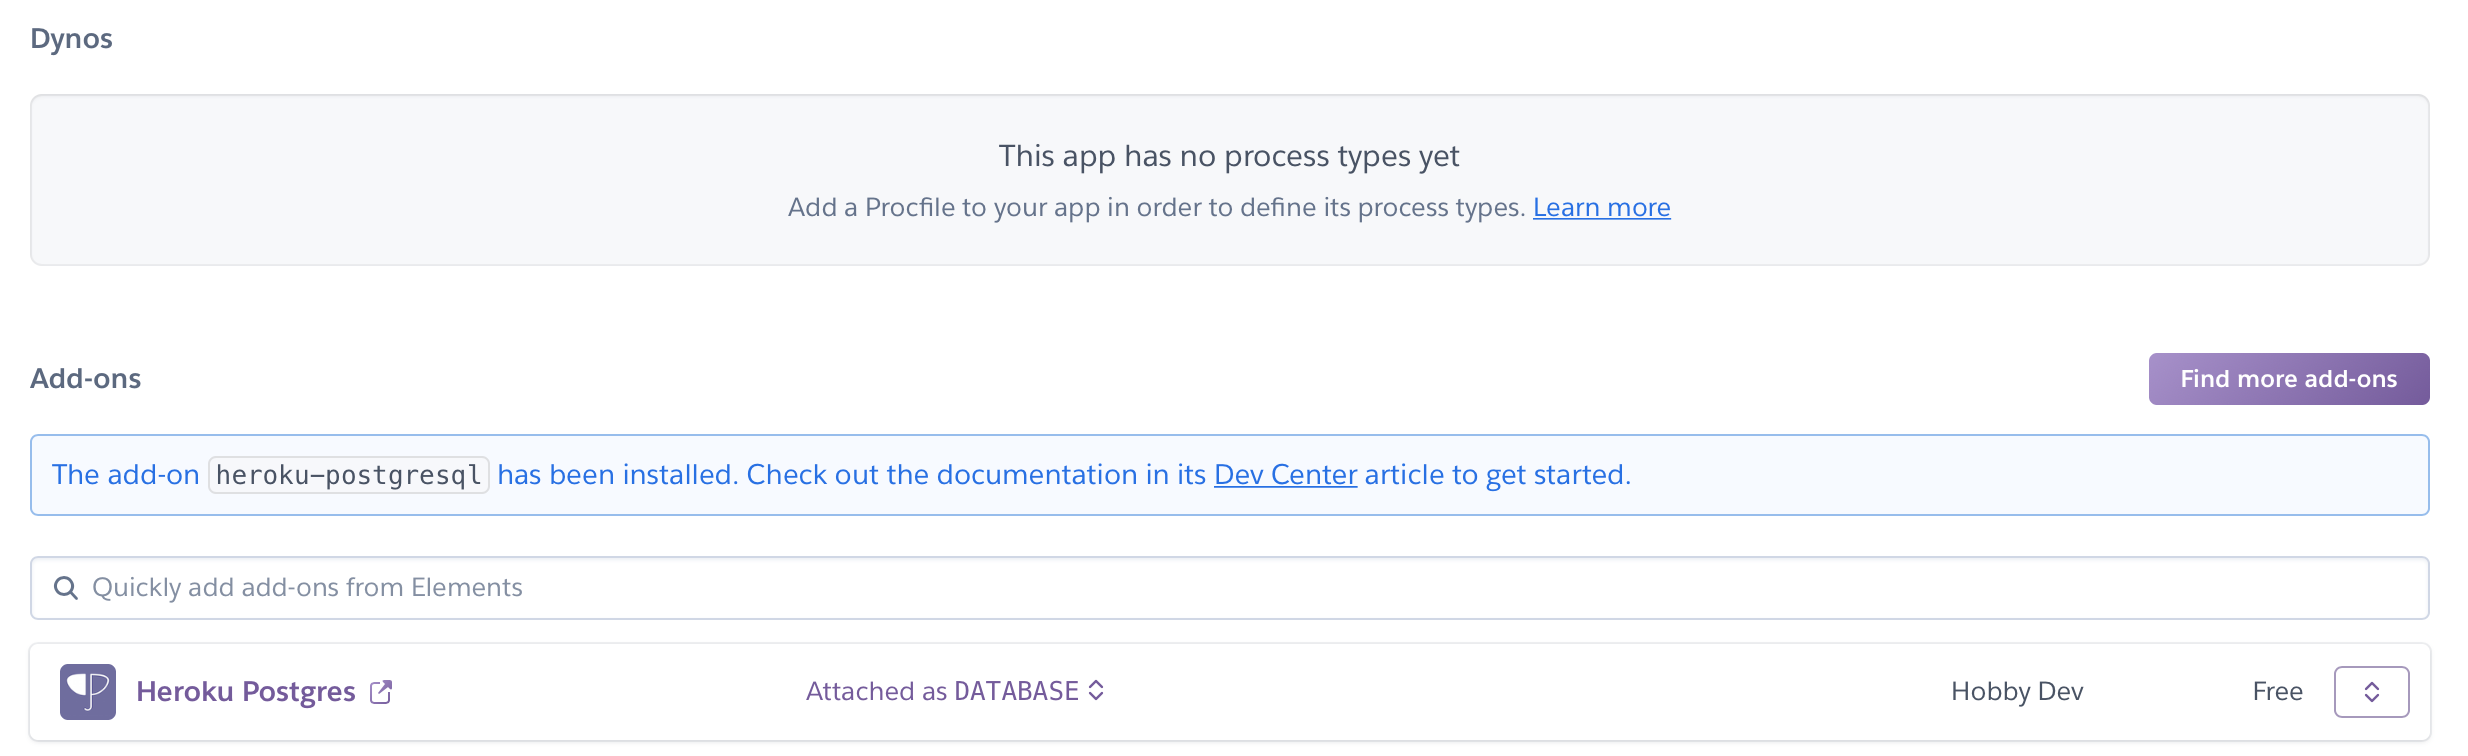 Dynos
This app has no process types yet
Add a Procfile to your app in order to define its process types. Learn more
Add-ons
Find more add-ons
The add-on heroku-postgresql has been installed. Check out the documentation in its Dev Center article to get started.
Quickly add add-ons from Elements
Heroku Postgres Attached as DATABASE Hobby Dev Free